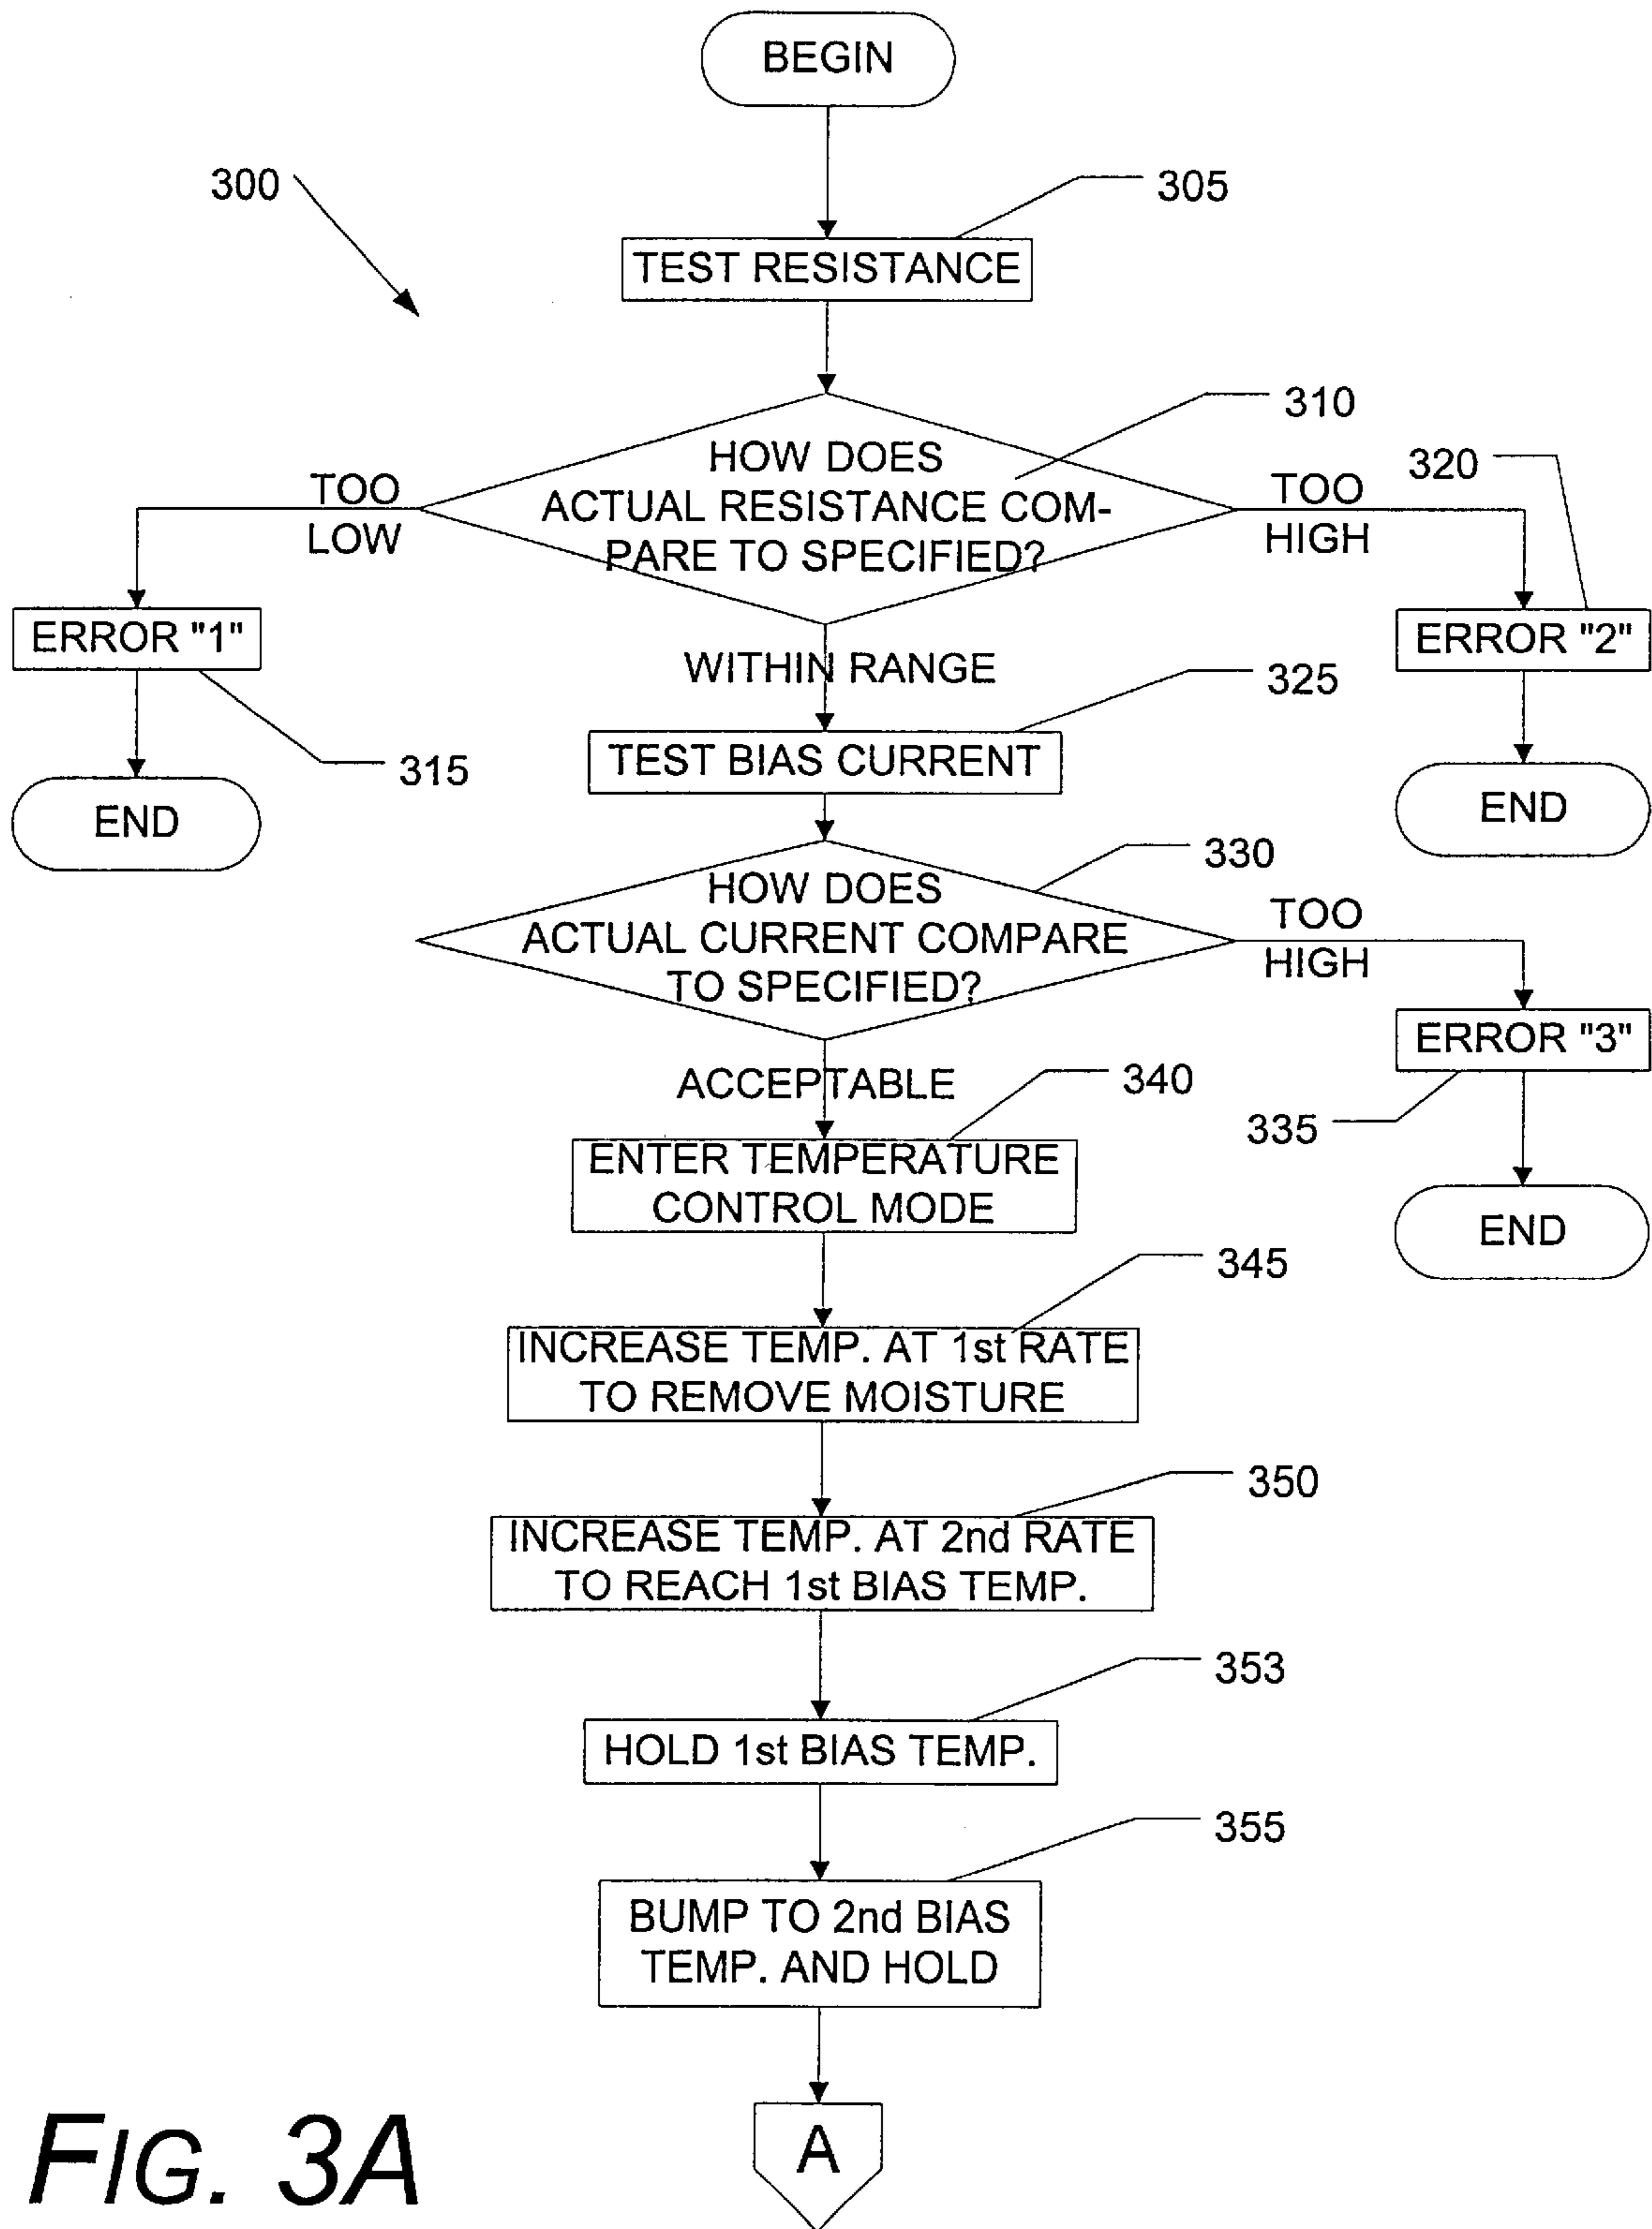 BEGIN
300
305
TEST RESISTANCE
310
HOW DOES
ACTUAL RESISTANCE COM-
PARE TO SPECIFIED?
TOO
LOW
TOO
HIGH
320
ERROR "1"
ERROR "2"
WITHIN RANGE
325
315
TEST BIAS CURRENT
END
END
330
HOW DOES
ACTUAL CURRENT COMPARE
TO SPECIFIED?
TOO
HIGH
ERROR "3"
ACCEPTABLE
340
335
ENTER TEMPERATURE
CONTROL MODE
END
345
INCREASE TEMP. AT 1st RATE
TO REMOVE MOISTURE
350
INCREASE TEMP. AT 2nd RATE
TO REACH 1st BIAS TEMP.
353
HOLD 1st BIAS TEMP.
355
BUMP TO 2nd BIAS
TEMP. AND HOLD
A
FIG. 3A